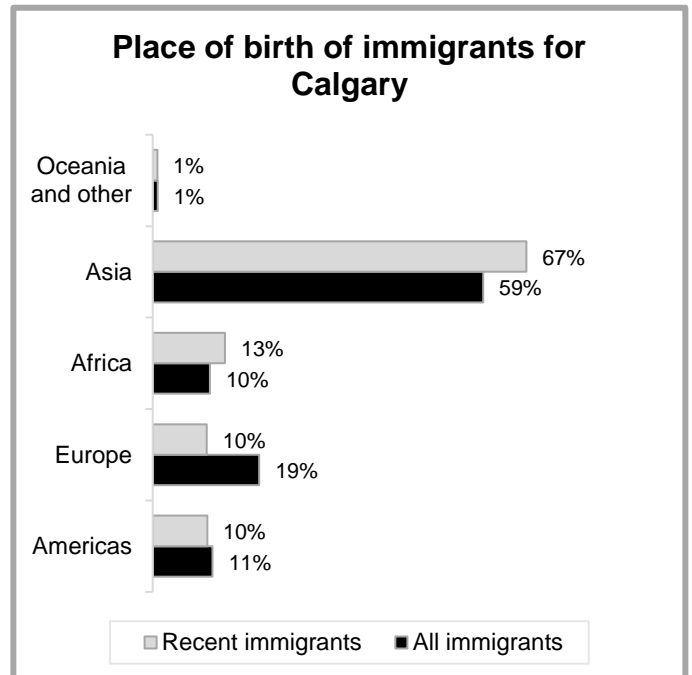 Place of birth of immigrants for
Calgary
Oceania
and other
1%
1%
Asia
67%
59%
Africa
13%
10%
Europe
10%
19%
Americas
10%
11%
Recent immigrants
All immigrants